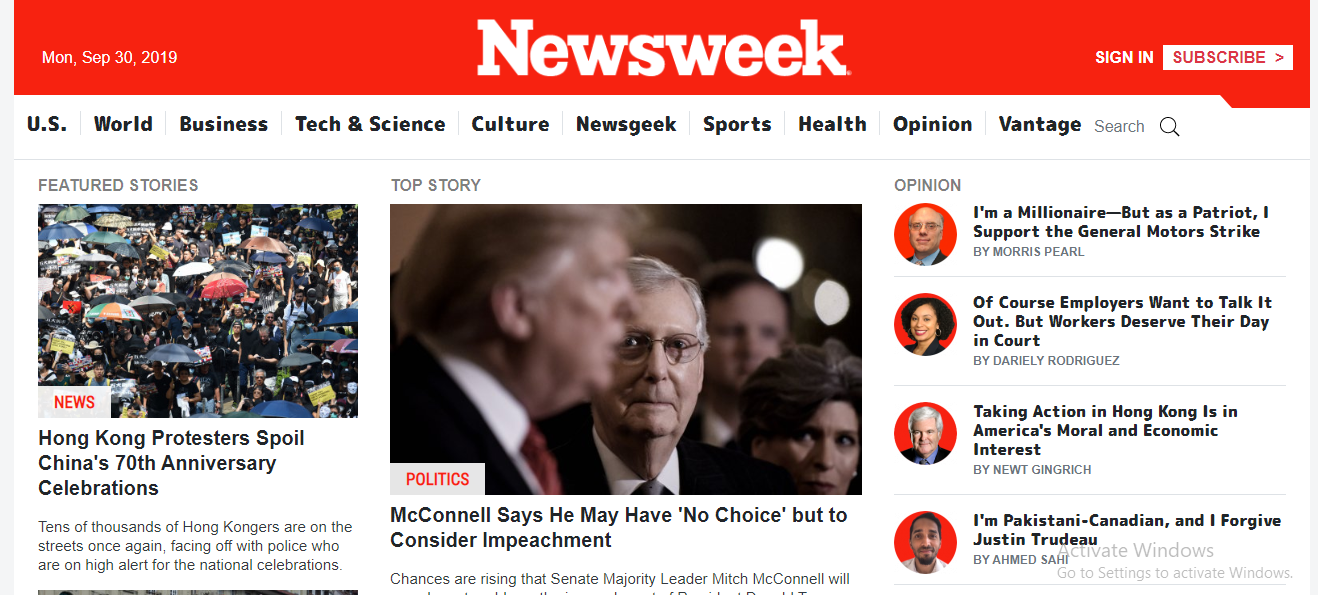 Mon, Sep 30, 2019
Newsweek
SIGN IN
SUBSCRIBE >
U.S.
World
Business
Tech & Science
Culture
Newsgeek
Sports
Health
Opinion
Vantage
Search
FEATURED STORIES
NEWS
Hong Kong Protesters Spoil
China's 70th Anniversary
Celebrations
Tens of thousands of Hong Kongers are on the
streets once again, facing off with police who
are on high alert for the national celebrations.
TOP STORY
POLITICS
McConnell Says He May Have 'No Choice' but to
Consider Impeachment
Chances are rising that Senate Majority Leader Mitch McConnell will
OPINION
I'm a Millionaire—But as a Patriot, I
Support the General Motors Strike
BY MORRIS PEARL
Of Course Employers Want to Talk It
Out. But Workers Deserve Their Day
in Court
BY DARIELY RODRIGUEZ
Taking Action in Hong Kong Is in
America's Moral and Economic
Interest
BY NEWT GINGRICH
I'm Pakistani-Canadian, and I Forgive
Justin Trudeau
BY AHMED SAHI
Activate Windows
Go to Settings to activate Windows.